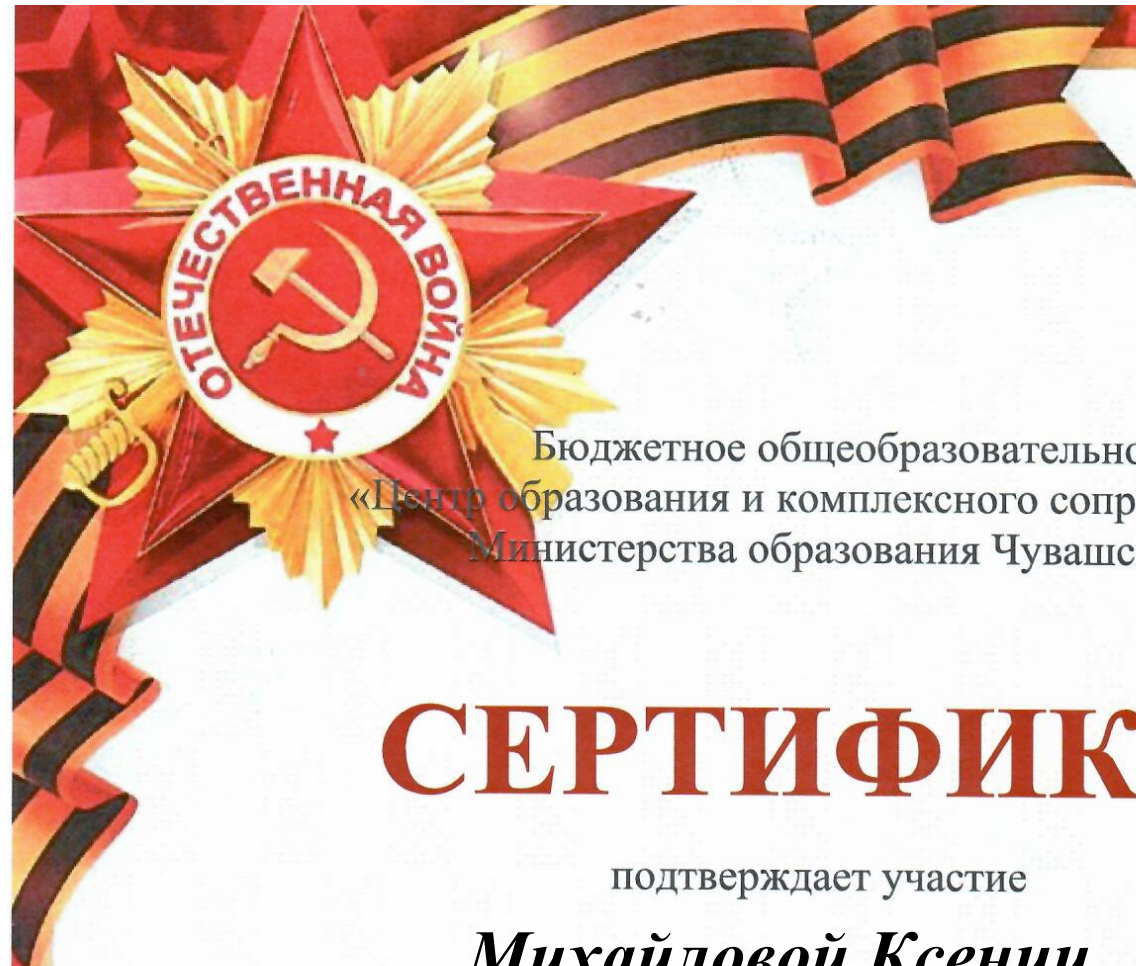 ОТЕЧЕСТВЕННАЯ ВОЙНА
Бюджетное общеобразовательно
«Центр образования и комплексного сопр
Министерства образования Чувашс
СЕРТИФИК
подтверждает участие
Михайловой Ксении